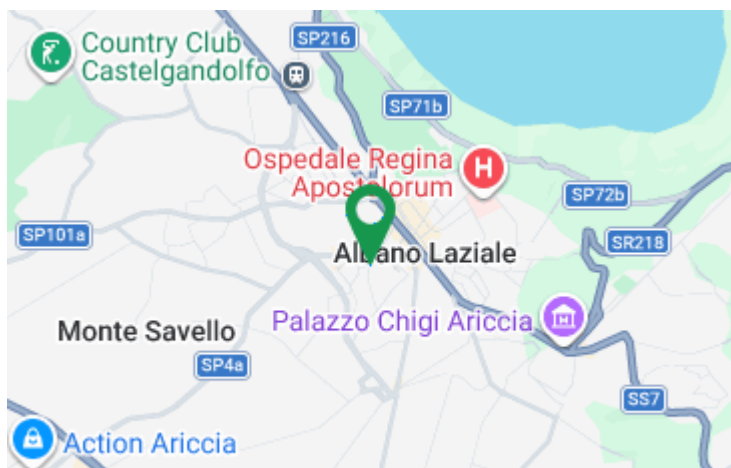 SP216
Country Club
Castelgandolfo
SP71b
Ospedale Regina
Apostolorum
H
SP72b
SP101a
SR218
Albano Laziale
Palazzo Chigi Ariccia
Monte Savello
SP4a
SS7
Action Ariccia